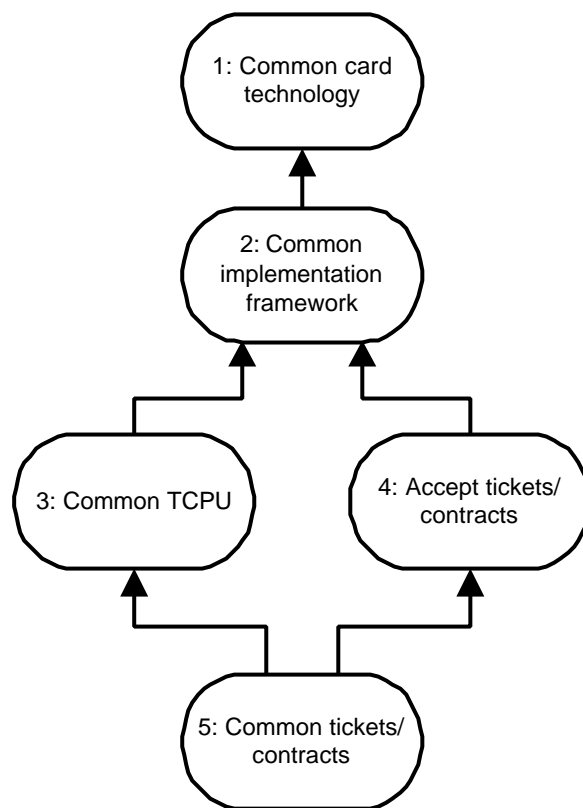 1: Common card
technology
2: Common
implementation
framework
3: Common TCPU
4: Accept tickets/
contracts
5: Common tickets/
contracts